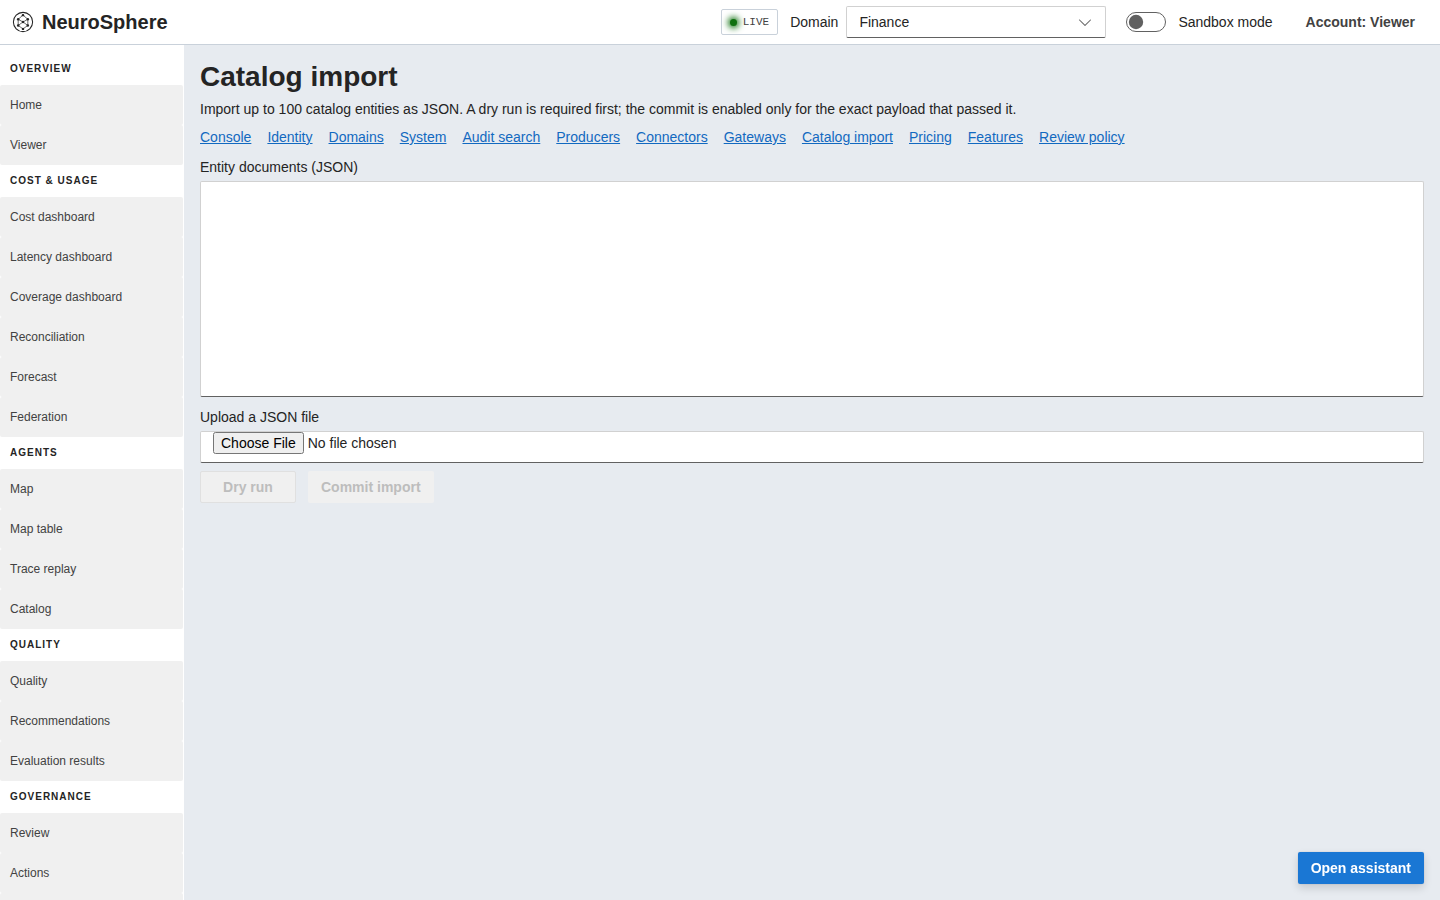 NeuroSphere
LIVE
Domain
Finance
Sandbox mode
Account: Viewer
OVERVIEW
Home
Viewer
COST & USAGE
Cost dashboard
Latency dashboard
Coverage dashboard
Reconciliation
Forecast
Federation
AGENTS
Map
Map table
Trace replay
Catalog
QUALITY
Quality
Recommendations
Evaluation results
GOVERNANCE
Review
Actions
Catalog import
Import up to 100 catalog entities as JSON. A dry run is required first; the commit is enabled only for the exact payload that passed it.
Console Identity Domains System Audit search Producers Connectors Gateways Catalog import Pricing Features Review policy
Entity documents (JSON)
Upload a JSON file
Choose File No file chosen
Dry run Commit import
Open assistant